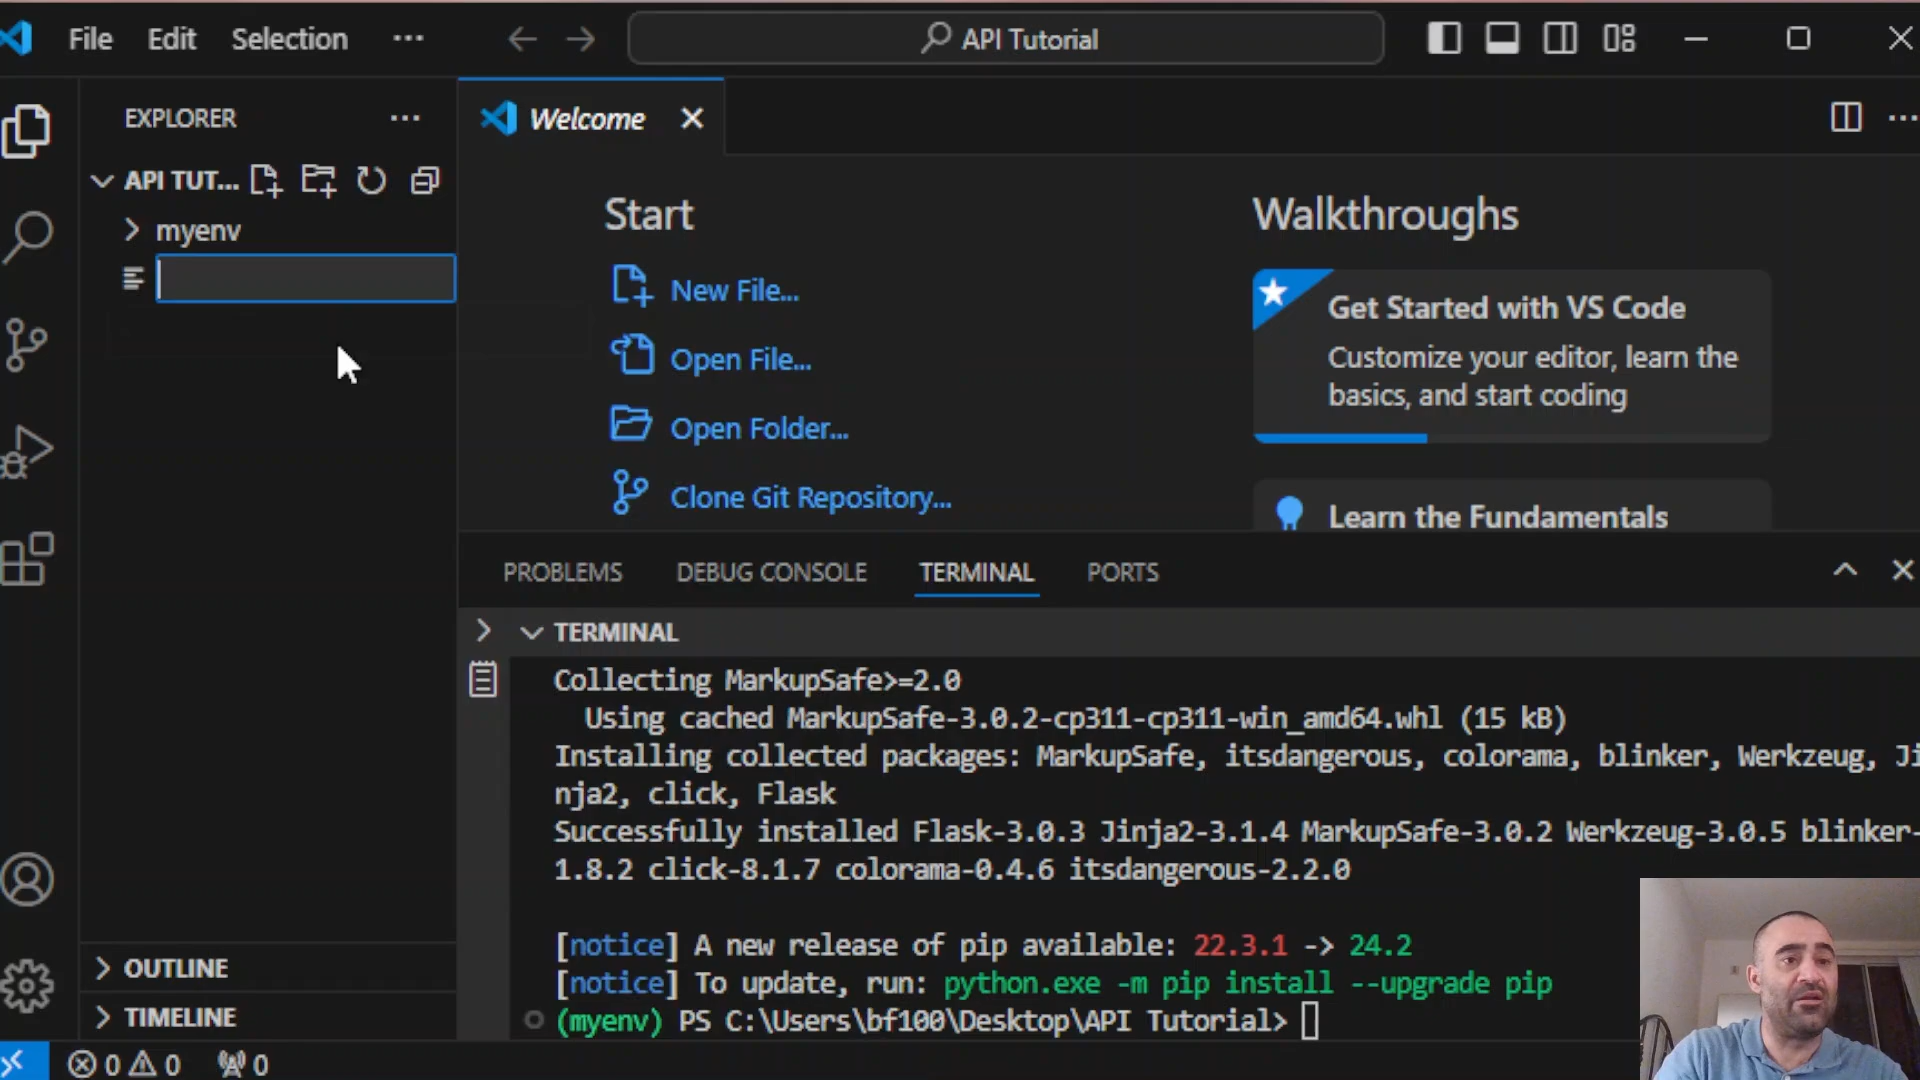 File Edit Selection ...
API Tutorial
EXPLORER
Welcome
API TUT...
myenv
Start
New File...
Open File...
Open Folder...
Clone Git Repository...
Walkthroughs
Get Started with VS Code
Customize your editor, learn the
basics, and start coding
Learn the Fundamentals
PROBLEMS DEBUG CONSOLE TERMINAL PORTS
TERMINAL
Collecting MarkupSafe>=2.0
Using cached MarkupSafe-3.0.2-cp311-cp311-win_amd64.whl (15 kB)
Installing collected packages: MarkupSafe, itsdangerous, colorama, blinker, Werkzeug, Ji
nja2, click, Flask
Successfully installed Flask-3.0.3 Jinja2-3.1.4 MarkupSafe-3.0.2 Werkzeug-3.0.5 blinker-
1.8.2 click-8.1.7 colorama-0.4.6 itsdangerous-2.2.0
[notice] A new release of pip available: 22.3.1 -> 24.2
[notice] To update, run: python.exe -m pip install --upgrade pip
(myenv) PS C:\Users\bf100\Desktop\API Tutorial>
OUTLINE
TIMELINE
0 0 0